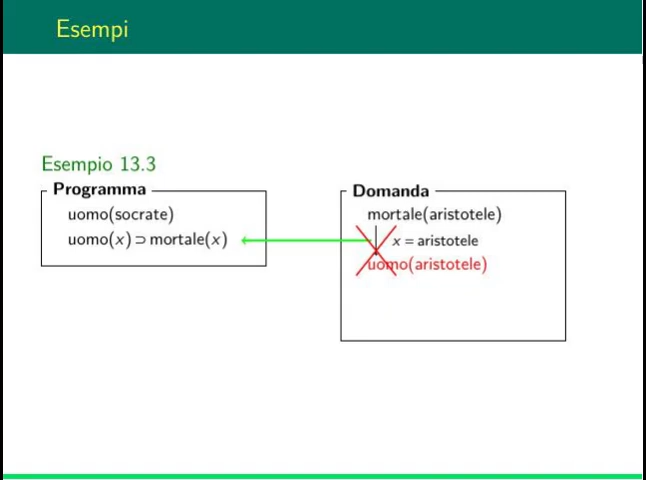 Esempi
Esempio 13.3
Programma
uomo(socrate)
uomo(x) ⊃ mortale(x)
Domanda
mortale(aristotele)
x = aristotele
uomo(aristotele)